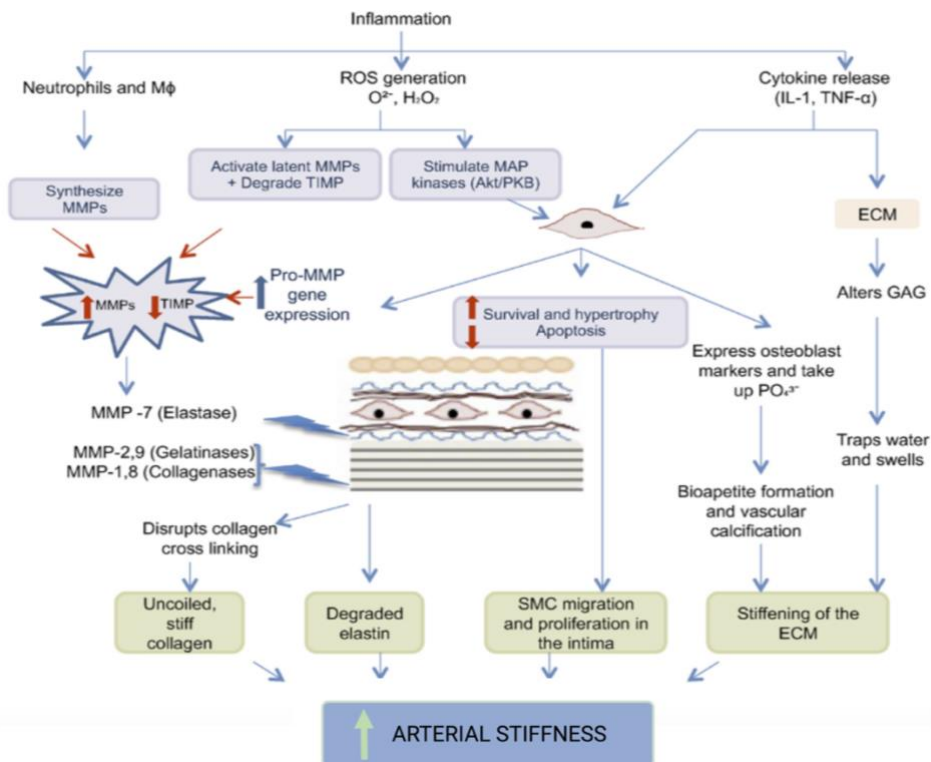 Inflammation
Neutrophils and Mϕ
ROS generation
O²⁻, H₂O₂
Cytokine release
(IL-1, TNF-α)
Activate latent MMPs
+ Degrade TIMP
Stimulate MAP
kinases (Akt/PKB)
Synthesize
MMPs
ECM
MMPs
TIMP
Pro-MMP
gene
expression
Survival and hypertrophy
Apoptosis
Alters GAG
Express osteoblast
markers and take
up PO₄³⁻
MMP -7 (Elastase)
MMP-2,9 (Gelatinases)
MMP-1,8 (Collagenases
Traps water
and swells
Bioapetite formation
and vascular
calcification
Disrupts collagen
cross linking
Uncoiled,
stiff
collagen
Degraded
elastin
SMC migration
and proliferation in
the intima
Stiffening of the
ECM
ARTERIAL STIFFNESS